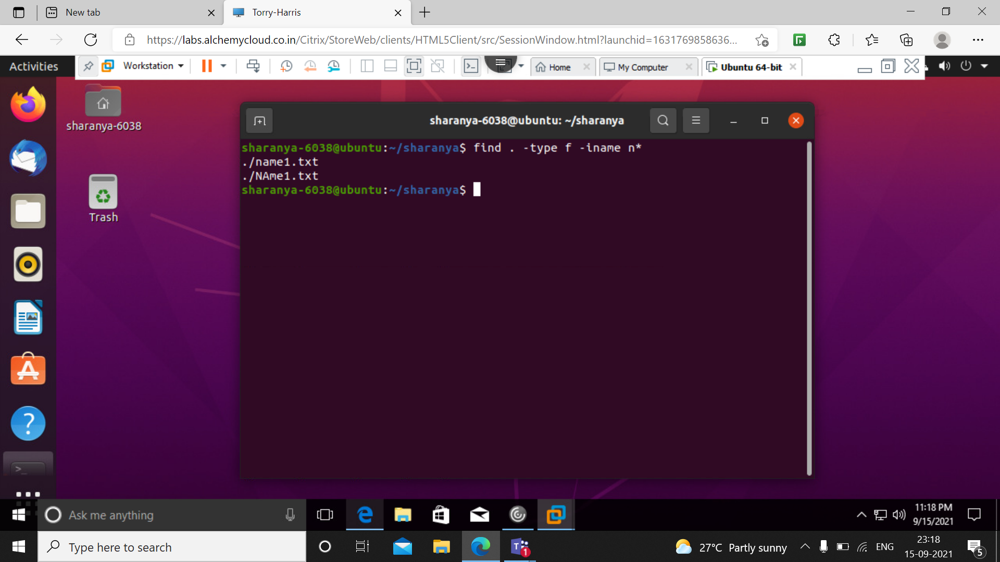 New tab
Torry-Harris
https://labs.alchemycloud.co.in/Citrix/StoreWeb/clients/HTML5Client/src/SessionWindow.html?launchid=1631769858636...
Activities
Workstation
Home
My Computer
Ubuntu 64-bit
sharanya-6038
Trash
sharanya-6038@ubuntu: ~/sharanya
sharanya-6038@ubuntu:~/sharanya$ find . -type f -iname n*
./name1.txt
./NAme1.txt
sharanya-6038@ubuntu:~/sharanya$
Ask me anything
11:18 PM
9/15/2021
Type here to search
1
27°C Partly sunny
ENG
23:18
15-09-2021
5